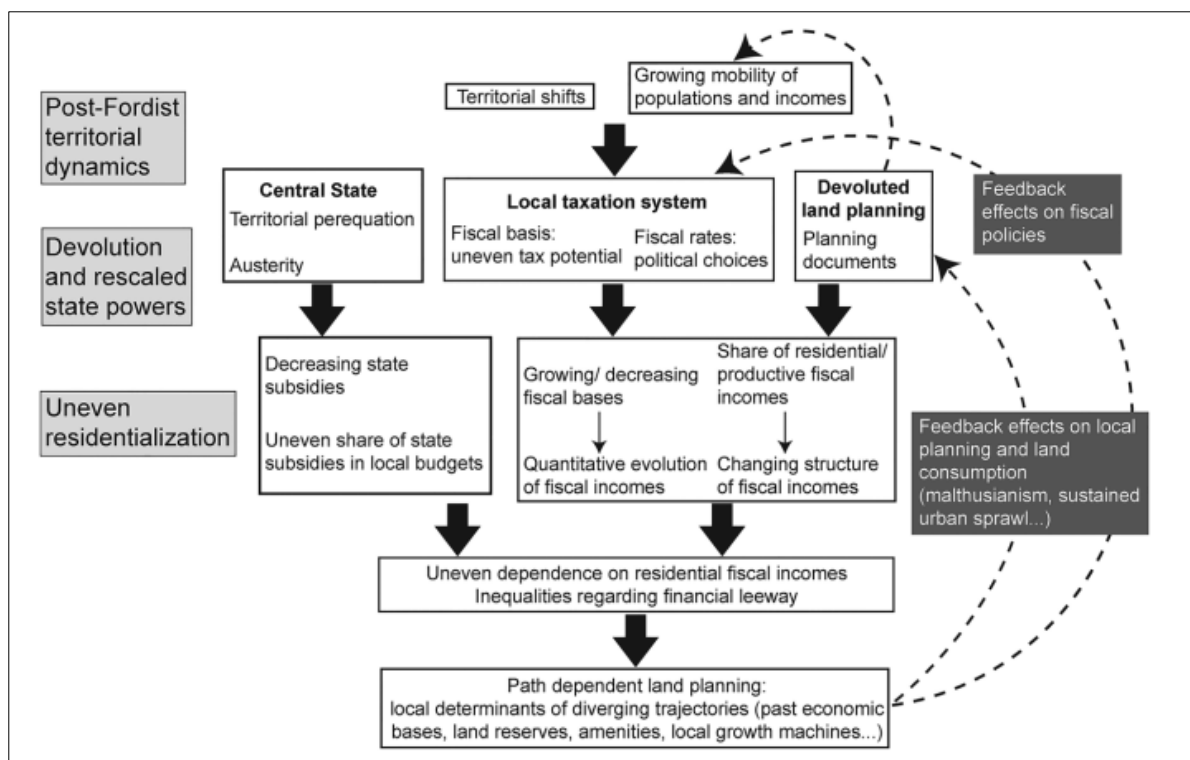 Post-Fordist
territorial
dynamics
Devolution
and rescaled
state powers
Uneven
residentialization
Territorial shifts
Growing mobility of
populations and incomes
Central State
Territorial perequation
Austerity
Local taxation system
Fiscal basis:
uneven tax potential
Fiscal rates:
political choices
Devoluted
land planning
Planning
documents
Feedback
effects on fiscal
policies
Decreasing state
subsidies
Uneven share of state
subsidies in local budgets
Growing/ decreasing
fiscal bases
Quantitative evolution
of fiscal incomes
Share of residential/
productive fiscal
incomes
Changing structure
of fiscal incomes
Feedback effects on local
planning and land
consumption
(malthusianism, sustained
urban sprawl...)
Uneven dependence on residential fiscal incomes
Inequalities regarding financial leeway
Path dependent land planning:
local determinants of diverging trajectories (past economic
bases, land reserves, amenities, local growth machines...)